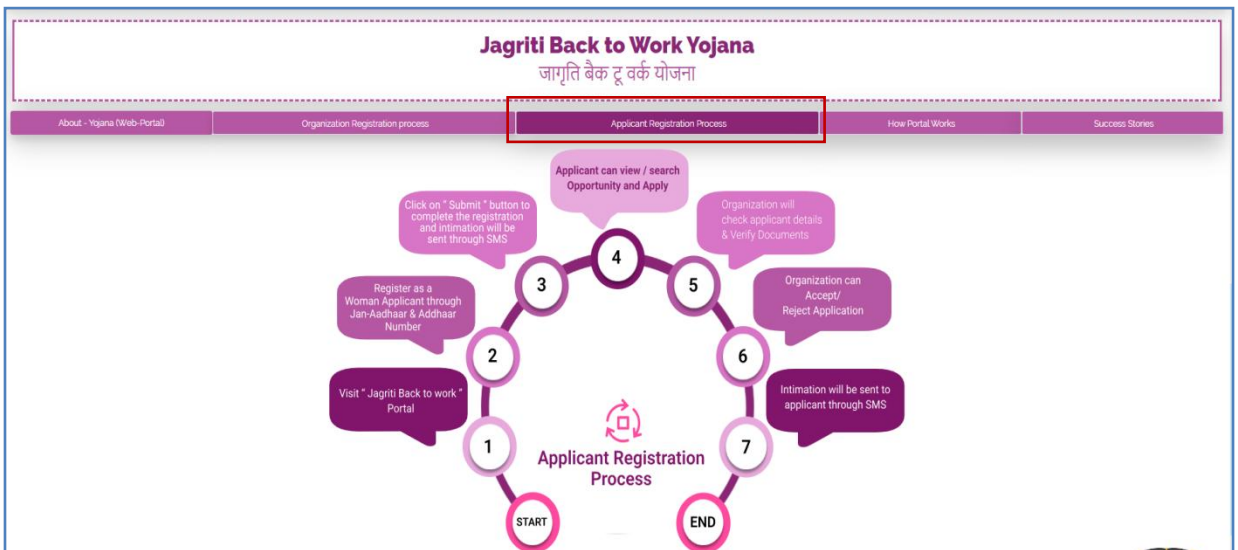 Jagriti Back to Work Yojana
जागृति बैक टू वर्क योजना
About - Yojana (Web-Portal)
Organization Registration process
Applicant Registration Process
How Portal Works
Success Stories
START
1
Visit " Jagriti Back to work "
Portal
2
Register as a
Woman Applicant through
Jan-Aadhaar & Addhaar
Number
3
Click on " Submit " button to
complete the registration
and intimation will be
sent through SMS
4
Applicant can view / search
Opportunity and Apply
5
Organization will
check applicant details
& Verify Documents
6
Organization can
Accept/
Reject Application
7
Intimation will be sent to
applicant through SMS
END
Applicant Registration
Process